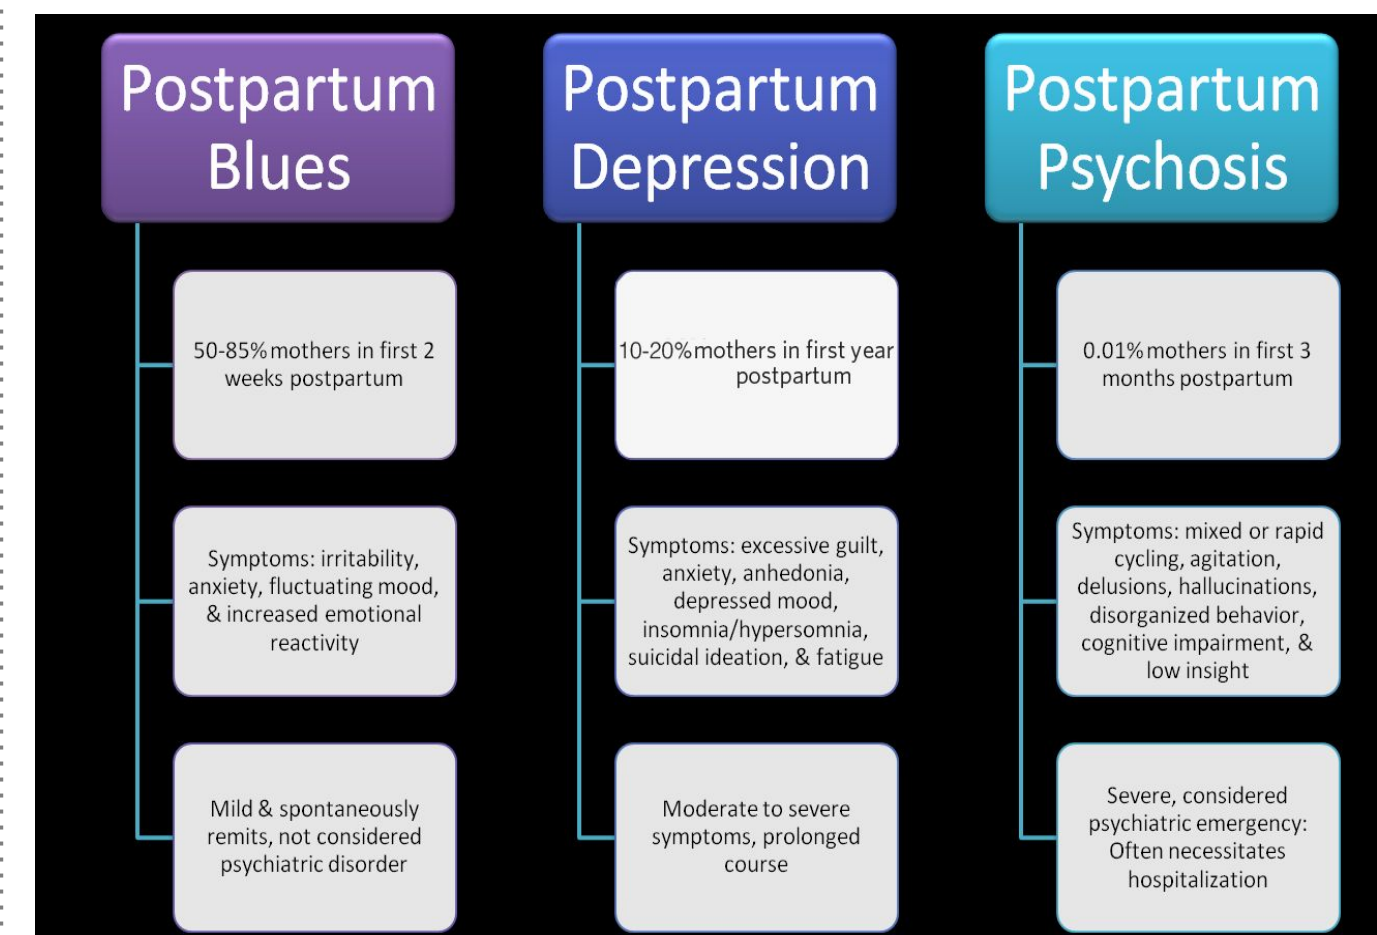 Postpartum
Blues
50-85% mothers in first 2
weeks postpartum
Symptoms: irritability,
anxiety, fluctuating mood,
& increased emotional
reactivity
Mild & spontaneously
remits, not considered
psychiatric disorder
Postpartum
Depression
10-20% mothers in first year
postpartum
Symptoms: excessive guilt,
anxiety, anhedonia,
depressed mood,
insomnia/hypersomnia,
suicidal ideation, & fatigue
Moderate to severe
symptoms, prolonged
course
Postpartum
Psychosis
0.01% mothers in first 3
months postpartum
Symptoms: mixed or rapid
cycling, agitation,
delusions, hallucinations,
disorganized behavior,
cognitive impairment, &
low insight
Severe, considered
psychiatric emergency:
Often necessitates
hospitalization